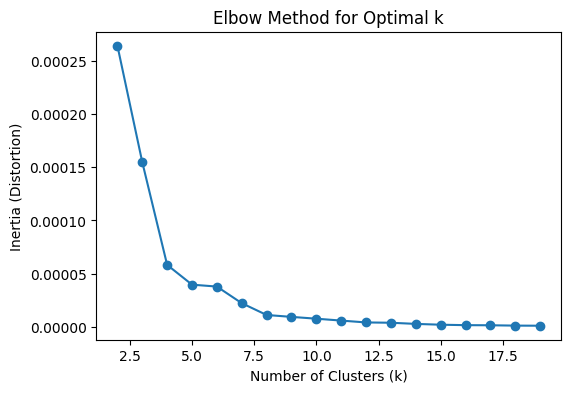 Elbow Method for Optimal k
Inertia (Distortion)
0.00025
0.00020
0.00015
0.00010
0.00005
0.00000
2.5 5.0 7.5 10.0 12.5 15.0 17.5
Number of Clusters (k)